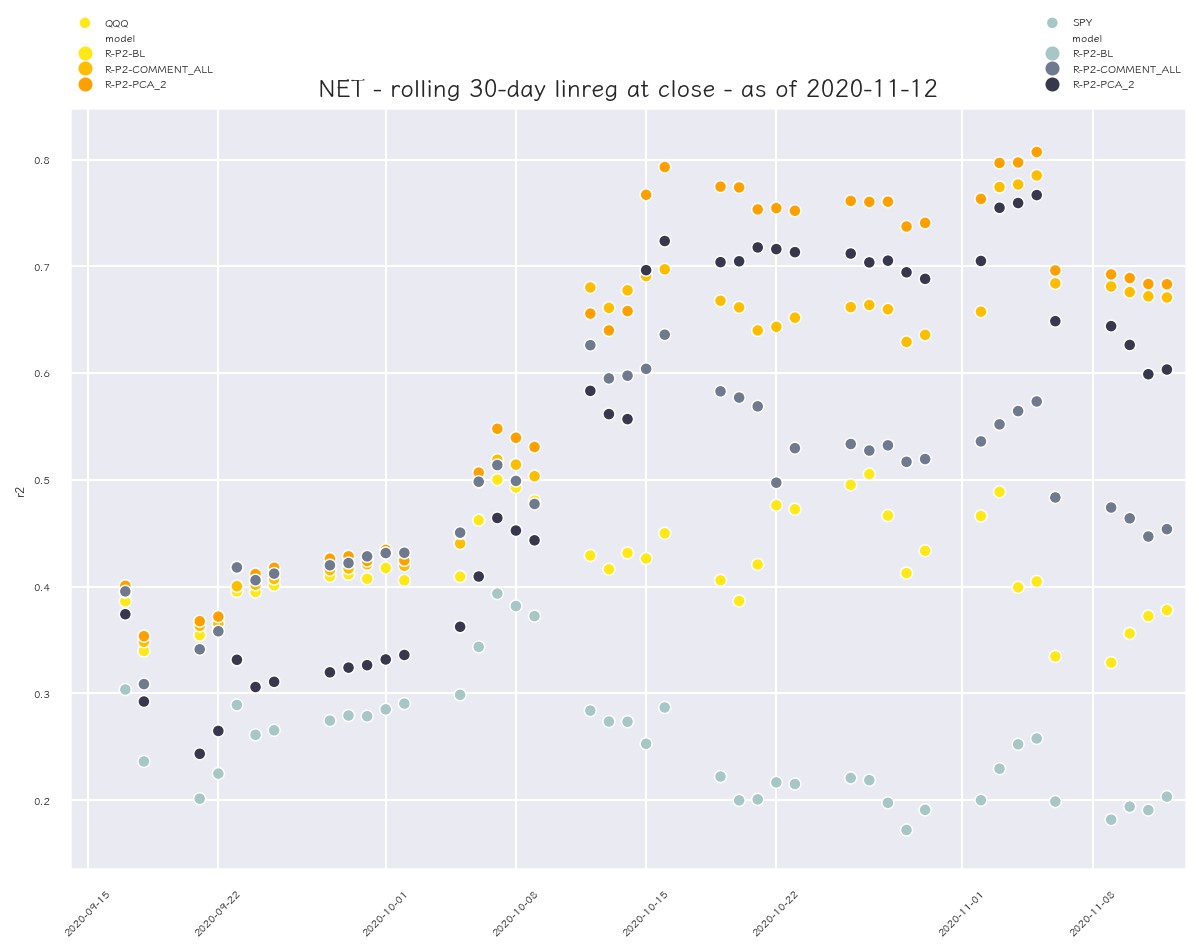 QQQ
model
R-P2-BL
R-P2-COMMENT_ALL
R-P2-PCA_2
SPY
model
R-P2-BL
R-P2-COMMENT_ALL
R-P2-PCA_2
NET - rolling 30-day linreg at close - as of 2020-11-12
0.8
0.7
0.6
0.5
0.4
0.3
0.2
r2
2020-09-15
2020-09-22
2020-10-01
2020-10-08
2020-10-15
2020-10-22
2020-11-01
2020-11-08